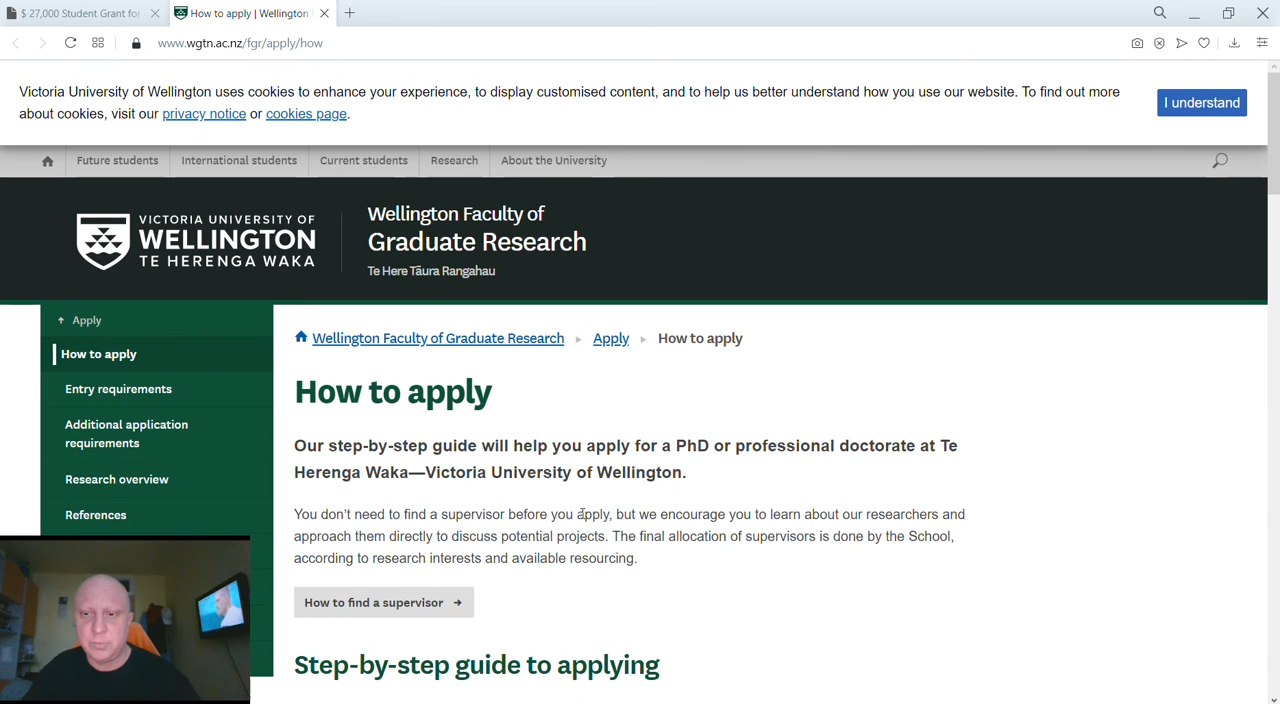 $ 27,000 Student Grant for
How to apply | Wellington
www.wgtn.ac.nz/fgr/apply/how
Victoria University of Wellington uses cookies to enhance your experience, to display customised content, and to help us better understand how you use our website. To find out more
about cookies, visit our privacy notice or cookies page.
I understand
Future students
International students
Current students
Research
About the University
VICTORIA UNIVERSITY OF
WELLINGTON
TE HERENGA WAKA
Wellington Faculty of
Graduate Research
Te Here Tāura Rangahau
Apply
How to apply
Entry requirements
Additional application
requirements
Research overview
References
Wellington Faculty of Graduate Research
Apply
How to apply
How to apply
Our step-by-step guide will help you apply for a PhD or professional doctorate at Te
Herenga Waka—Victoria University of Wellington.
You don't need to find a supervisor before you apply, but we encourage you to learn about our researchers and
approach them directly to discuss potential projects. The final allocation of supervisors is done by the School,
according to research interests and available resourcing.
How to find a supervisor
Step-by-step guide to applying